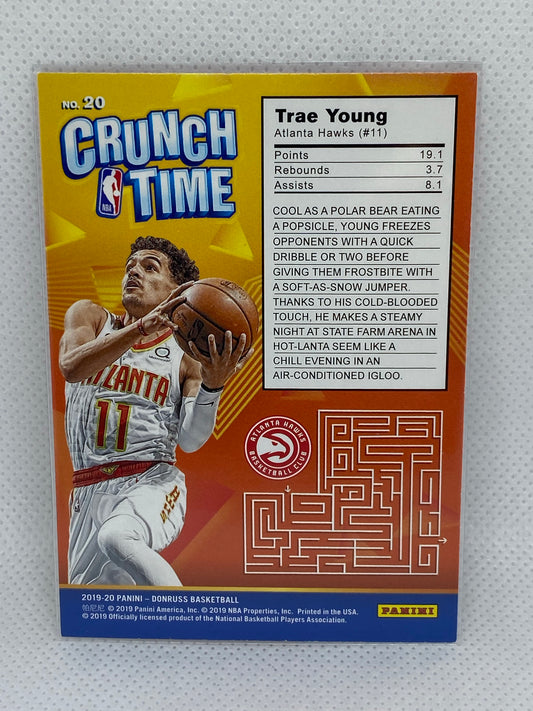 NO. 20
CRUNCH
NBA
TIME
Trae Young
Atlanta Hawks (#11)
Points 19.1
Rebounds 3.7
Assists 8.1
COOL AS A POLAR BEAR EATING
A POPSICLE, YOUNG FREEZES
OPPONENTS WITH A QUICK
DRIBBLE OR TWO BEFORE
GIVING THEM FROSTBITE WITH
A SOFT-AS-SNOW JUMPER.
THANKS TO HIS COLD-BLOODED
TOUCH, HE MAKES A STEAMY
NIGHT AT STATE FARM ARENA IN
HOT-LANTA SEEM LIKE A
CHILL EVENING IN AN
AIR-CONDITIONED IGLOO.
ATLANTA
11
ATLANTA HAWKS
BASKETBALL CLUB
2019-20 PANINI – DONRUSS BASKETBALL
帕尼尼 © 2019 Panini America, Inc. © 2019 NBA Properties, Inc. Printed in the USA.
© 2019 Officially licensed product of the National Basketball Players Association.
PANINI